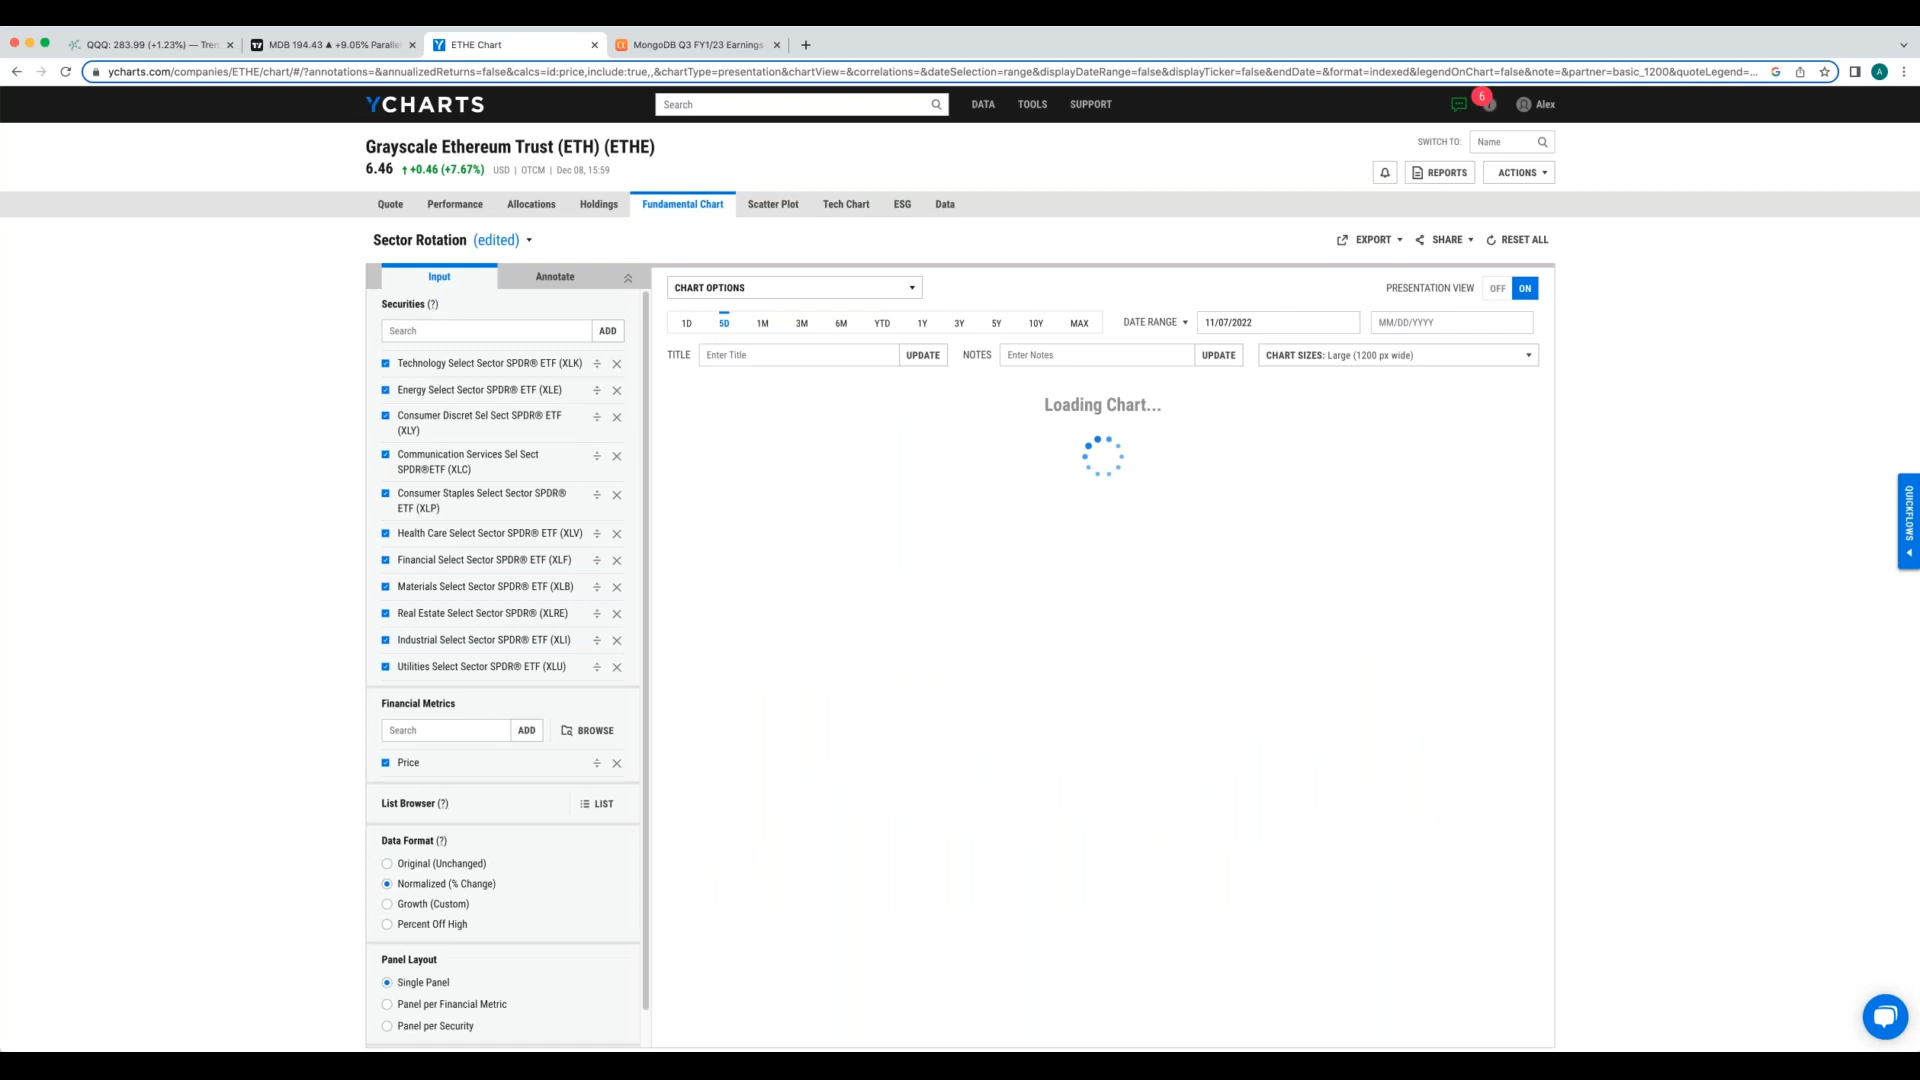 QQQ: 283.99 (+1.23%) — Tren
MDB 194.43 ▲ +9.05% Paralle
ETHE Chart
MongoDB Q3 FY1/23 Earnings
ycharts.com/companies/ETHE/chart/#/?annotations=&annualizedReturns=false&calcs=id:price,include:true,,&chartType=presentation&chartView=&correlations=&dateSelection=range&displayDateRange=false&displayTicker=false&endDate=&format=indexed&legendOnChart=false&note=&partner=basic_1200&quoteLegend=...
A
YCHARTS
Search
DATA
TOOLS
SUPPORT
6
Alex
Grayscale Ethereum Trust (ETH) (ETHE)
SWITCH TO:
Name
6.46 ↑ +0.46 (+7.67%) USD | OTCM | Dec 08, 15:59
REPORTS
ACTIONS
Quote
Performance
Allocations
Holdings
Fundamental Chart
Scatter Plot
Tech Chart
ESG
Data
Sector Rotation (edited)
EXPORT
SHARE
RESET ALL
Input
Annotate
Securities (?)
Search
ADD
Technology Select Sector SPDR® ETF (XLK)
Energy Select Sector SPDR® ETF (XLE)
Consumer Discret Sel Sect SPDR® ETF
(XLY)
Communication Services Sel Sect
SPDR®ETF (XLC)
Consumer Staples Select Sector SPDR®
ETF (XLP)
Health Care Select Sector SPDR® ETF (XLV)
Financial Select Sector SPDR® ETF (XLF)
Materials Select Sector SPDR® ETF (XLB)
Real Estate Select Sector SPDR® (XLRE)
Industrial Select Sector SPDR® ETF (XLI)
Utilities Select Sector SPDR® ETF (XLU)
Financial Metrics
Search
ADD
BROWSE
Price
List Browser (?)
LIST
Data Format (?)
Original (Unchanged)
Normalized (% Change)
Growth (Custom)
Percent Off High
Panel Layout
Single Panel
Panel per Financial Metric
Panel per Security
CHART OPTIONS
PRESENTATION VIEW
OFF
ON
1D
5D
1M
3M
6M
YTD
1Y
3Y
5Y
10Y
MAX
DATE RANGE
11/07/2022
MM/DD/YYYY
TITLE
Enter Title
UPDATE
NOTES
Enter Notes
UPDATE
CHART SIZES: Large (1200 px wide)
Loading Chart...
QUICKFLOWS